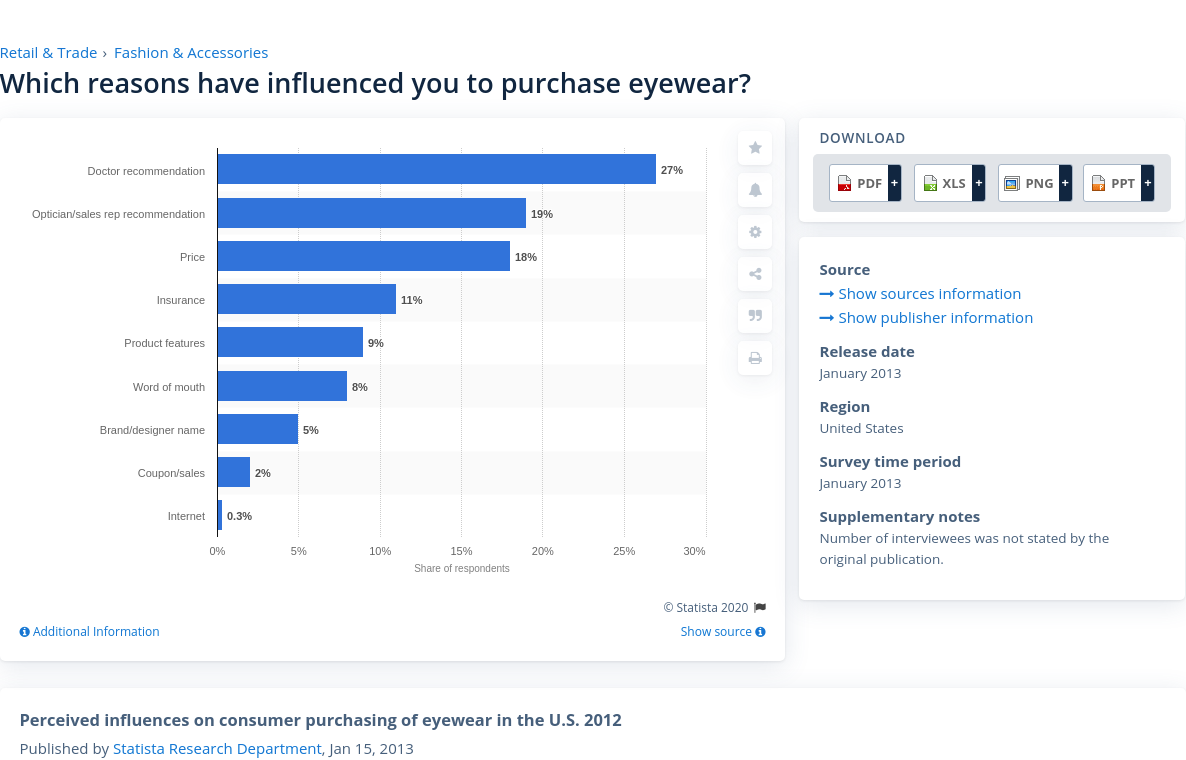 Retail & Trade › Fashion & Accessories
Which reasons have influenced you to purchase eyewear?
Doctor recommendation 27%
Optician/sales rep recommendation 19%
Price 18%
Insurance 11%
Product features 9%
Word of mouth 8%
Brand/designer name 5%
Coupon/sales 2%
Internet 0.3%
0% 5% 10% 15% 20% 25% 30%
Share of respondents
© Statista 2020
Additional Information
Show source
DOWNLOAD
PDF + XLS + PNG + PPT +
Source
Show sources information
Show publisher information
Release date
January 2013
Region
United States
Survey time period
January 2013
Supplementary notes
Number of interviewees was not stated by the
original publication.
Perceived influences on consumer purchasing of eyewear in the U.S. 2012
Published by Statista Research Department, Jan 15, 2013